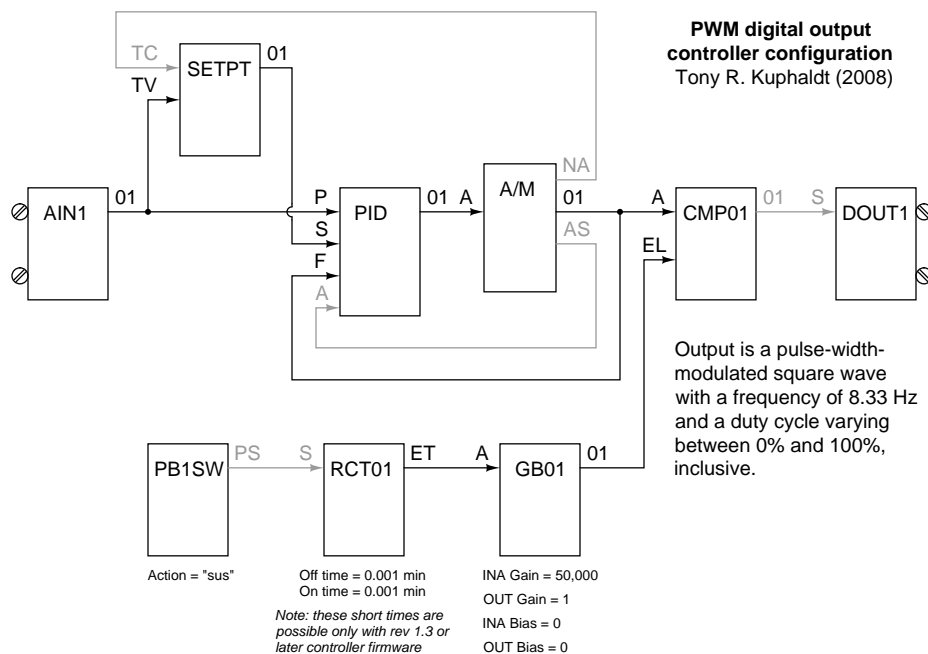 PWM digital output
controller configuration
Tony R. Kuphaldt (2008)
TC
TV
SETPT
01
AIN1
01
P
S
F
A
PID
01
A
A/M
NA
01
AS
A
EL
CMP01
01
S
DOUT1
Output is a pulse-width-
modulated square wave
with a frequency of 8.33 Hz
and a duty cycle varying
between 0% and 100%,
inclusive.
PB1SW
PS
S
RCT01
ET
A
GB01
01
Action = "sus"
Off time = 0.001 min
On time = 0.001 min
Note: these short times are
possible only with rev 1.3 or
later controller firmware
INA Gain = 50,000
OUT Gain = 1
INA Bias = 0
OUT Bias = 0